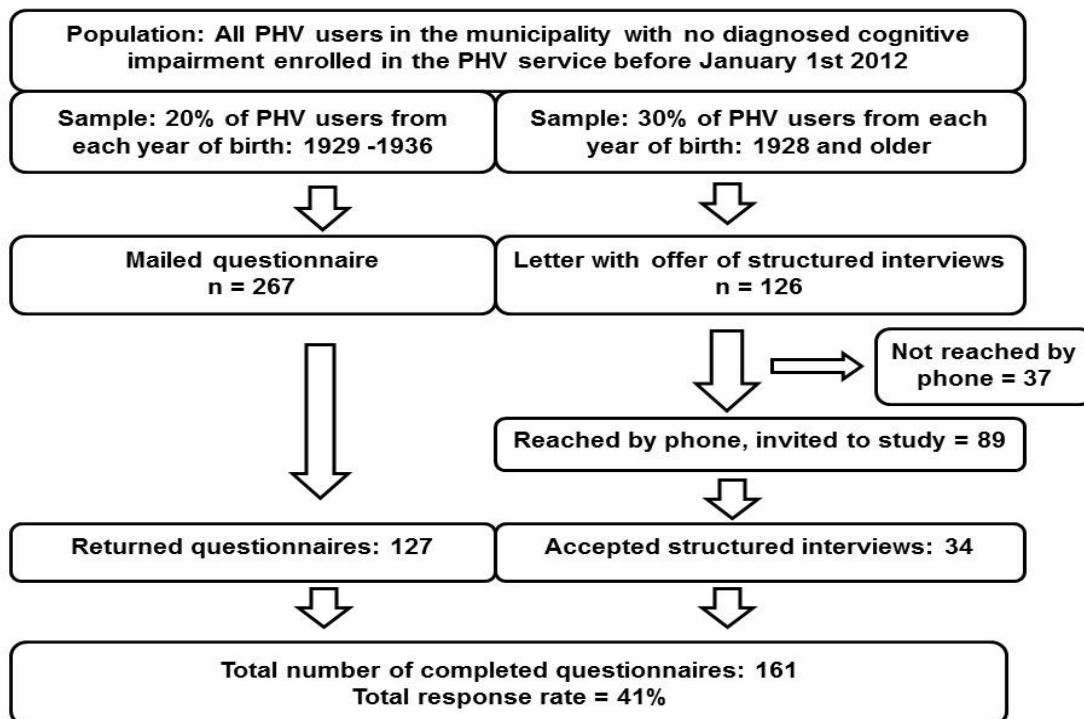 Population: All PHV users in the municipality with no diagnosed cognitive
impairment enrolled in the PHV service before January 1st 2012
Sample: 20% of PHV users from
each year of birth: 1929 -1936
Sample: 30% of PHV users from each
year of birth: 1928 and older
Mailed questionnaire
n = 267
Letter with offer of structured interviews
n = 126
Not reached by
phone = 37
Reached by phone, invited to study = 89
Returned questionnaires: 127
Accepted structured interviews: 34
Total number of completed questionnaires: 161
Total response rate = 41%